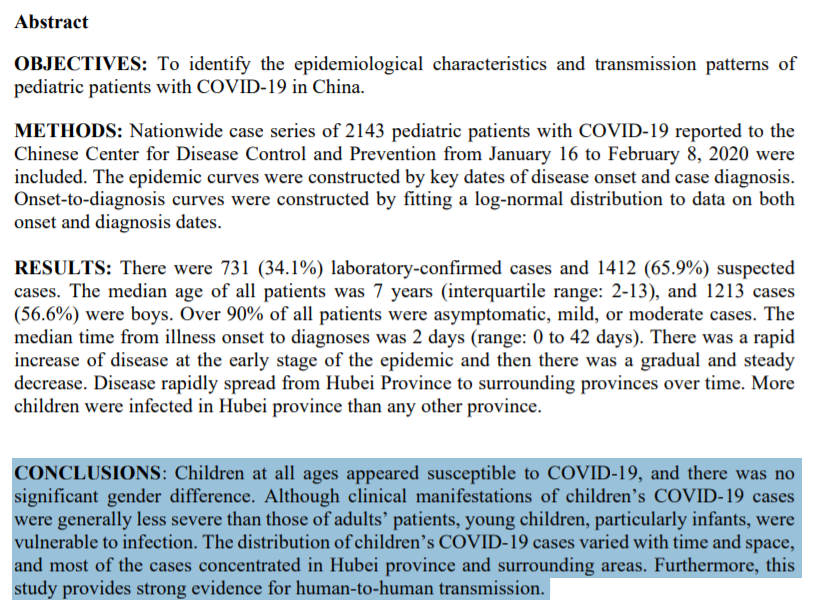 Abstract
OBJECTIVES: To identify the epidemiological characteristics and transmission patterns of
pediatric patients with COVID-19 in China.
METHODS: Nationwide case series of 2143 pediatric patients with COVID-19 reported to the
Chinese Center for Disease Control and Prevention from January 16 to February 8, 2020 were
included. The epidemic curves were constructed by key dates of disease onset and case diagnosis.
Onset-to-diagnosis curves were constructed by fitting a log-normal distribution to data on both
onset and diagnosis dates.
RESULTS: There were 731 (34.1%) laboratory-confirmed cases and 1412 (65.9%) suspected
cases. The median age of all patients was 7 years (interquartile range: 2-13), and 1213 cases
(56.6%) were boys. Over 90% of all patients were asymptomatic, mild, or moderate cases. The
median time from illness onset to diagnoses was 2 days (range: 0 to 42 days). There was a rapid
increase of disease at the early stage of the epidemic and then there was a gradual and steady
decrease. Disease rapidly spread from Hubei Province to surrounding provinces over time. More
children were infected in Hubei province than any other province.
CONCLUSIONS: Children at all ages appeared susceptible to COVID-19, and there was no
significant gender difference. Although clinical manifestations of children’s COVID-19 cases
were generally less severe than those of adults’ patients, young children, particularly infants, were
vulnerable to infection. The distribution of children’s COVID-19 cases varied with time and space,
and most of the cases concentrated in Hubei province and surrounding areas. Furthermore, this
study provides strong evidence for human-to-human transmission.